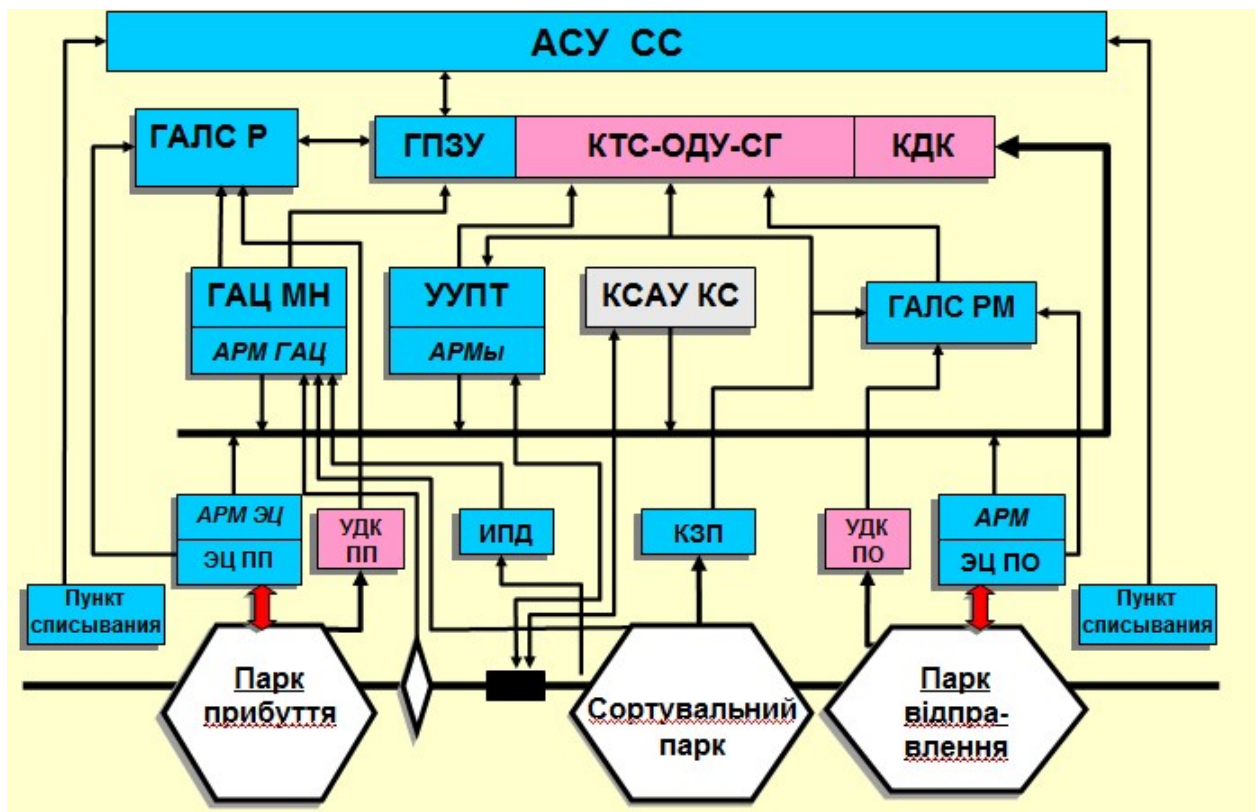 АСУ СС
ГАЛС Р
ГПЗУ
КТС-ОДУ-СГ
КДК
ГАЦ МН
АРМ ГАЦ
УУПТ
АРМы
КСАУ КС
ГАЛС РМ
АРМ ЭЦ
ЭЦ ПП
УДК
ПП
ИПД
КЗП
УДК
ПО
АРМ
ЭЦ ПО
Пункт
списывания
Пункт
списывания
Парк
прибуття
Сортувальний
парк
Парк
відпра-
влення